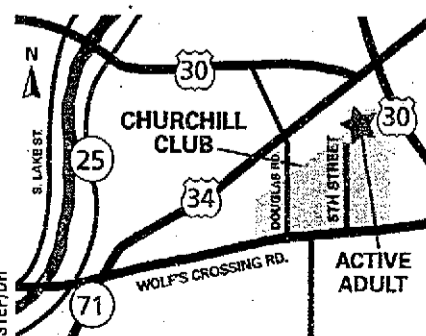 N
30
30
S. LAKE ST.
CHURCHILL
CLUB
25
34
DOUGLAS RD.
5TH STREET
WOLF'S CROSSING RD.
ACTIVE
ADULT
71